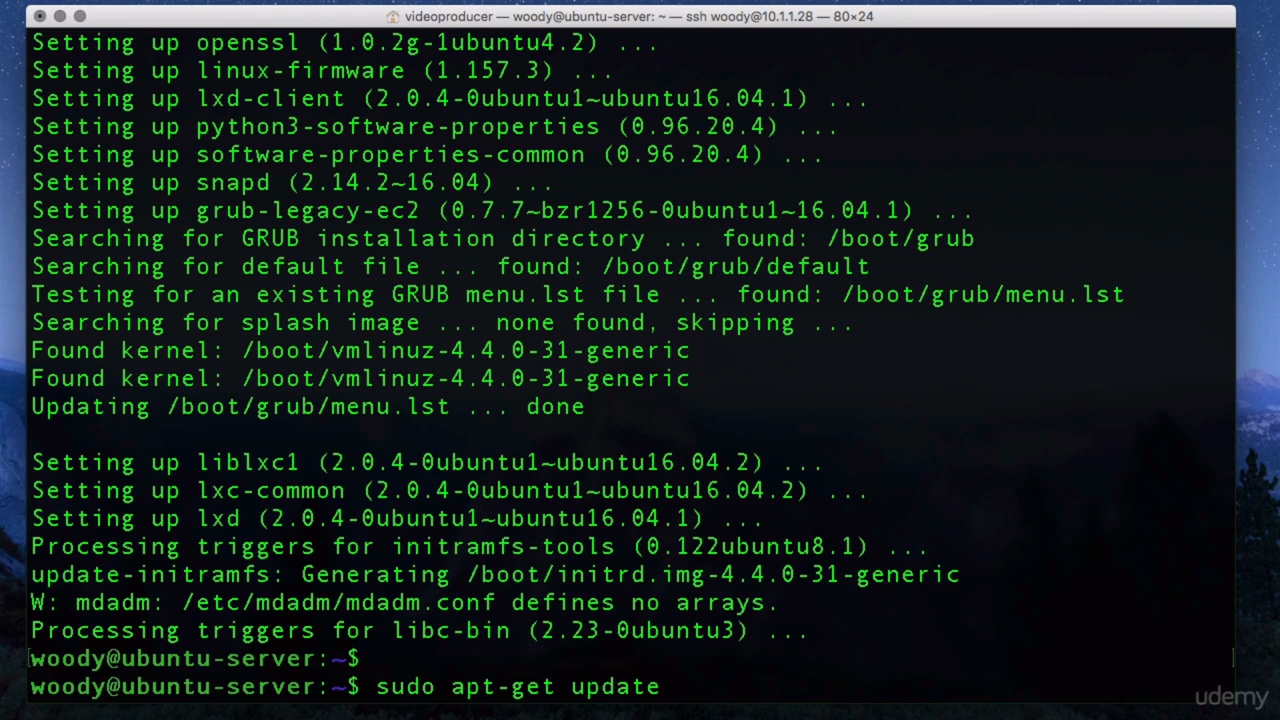 videoproducer — woody@ubuntu-server: ~ — ssh woody@10.1.1.28 — 80×24
Setting up openssl (1.0.2g-1ubuntu4.2) ...
Setting up linux-firmware (1.157.3) ...
Setting up lxd-client (2.0.4-0ubuntu1~ubuntu16.04.1) ...
Setting up python3-software-properties (0.96.20.4) ...
Setting up software-properties-common (0.96.20.4) ...
Setting up snapd (2.14.2~16.04) ...
Setting up grub-legacy-ec2 (0.7.7~bzr1256-0ubuntu1~16.04.1) ...
Searching for GRUB installation directory ... found: /boot/grub
Searching for default file ... found: /boot/grub/default
Testing for an existing GRUB menu.lst file ... found: /boot/grub/menu.lst
Searching for splash image ... none found, skipping ...
Found kernel: /boot/vmlinuz-4.4.0-31-generic
Found kernel: /boot/vmlinuz-4.4.0-31-generic
Updating /boot/grub/menu.lst ... done
Setting up liblxc1 (2.0.4-0ubuntu1~ubuntu16.04.2) ...
Setting up lxc-common (2.0.4-0ubuntu1~ubuntu16.04.2) ...
Setting up lxd (2.0.4-0ubuntu1~ubuntu16.04.1) ...
Processing triggers for initramfs-tools (0.122ubuntu8.1) ...
update-initramfs: Generating /boot/initrd.img-4.4.0-31-generic
W: mdadm: /etc/mdadm/mdadm.conf defines no arrays.
Processing triggers for libc-bin (2.23-0ubuntu3) ...
woody@ubuntu-server:~$
woody@ubuntu-server:~$ sudo apt-get update
udemy